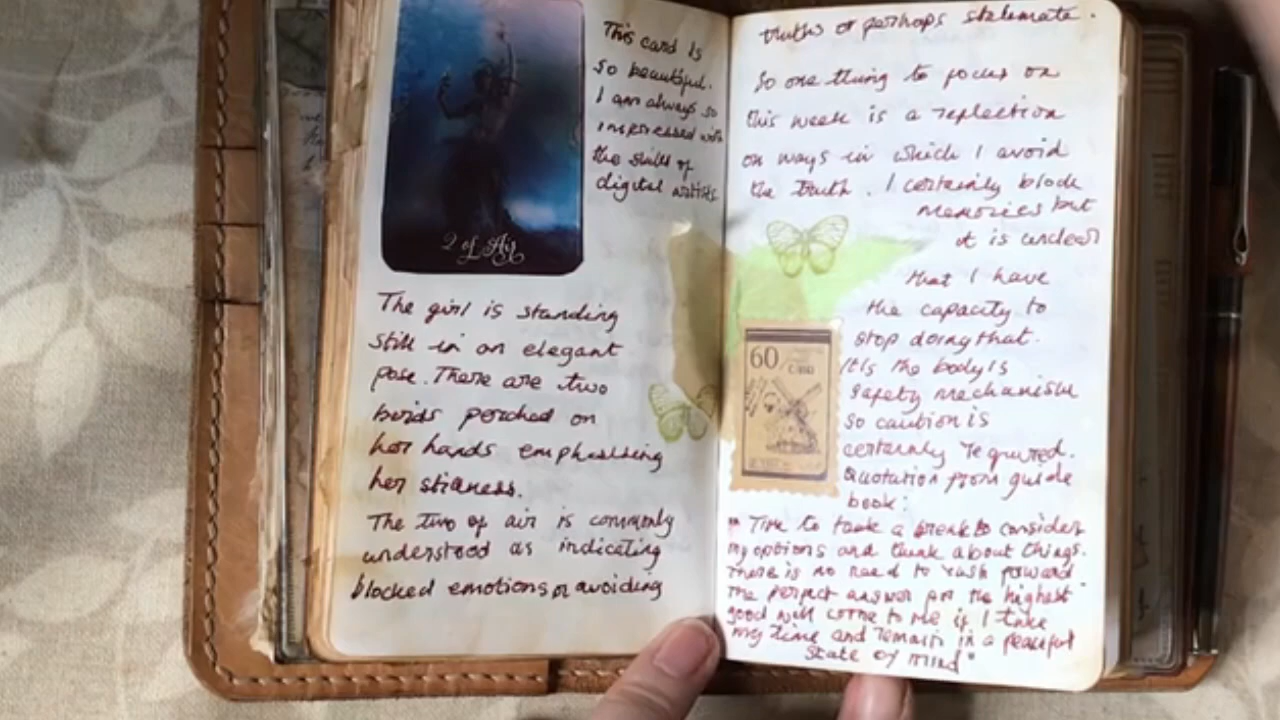 2 of Air
This card is
so beautiful.
I am always so
impressed with
the skills of
digital artists.
The girl is standing
still in an elegant
pose. There are two
birds perched on
her hands emphasising
her stillness.
The two of air is commonly
understood as indicating
blocked emotions or avoiding
truths or perhaps stalemate.
So one thing to focus on
this week is a reflection
on ways in which I avoid
the truth. I certainly block
memories but
it is unclear
that I have
the capacity to
stop doing that.
It is the body is
safety mechanism
so caution is
certainly required.
Quotation from guide
book:
60
" Time to take a break to consider
my options and think about things.
There is no need to rush forward
The perfect answer for the highest
good will come to me if I take
my time and remain in a peaceful
state of mind"